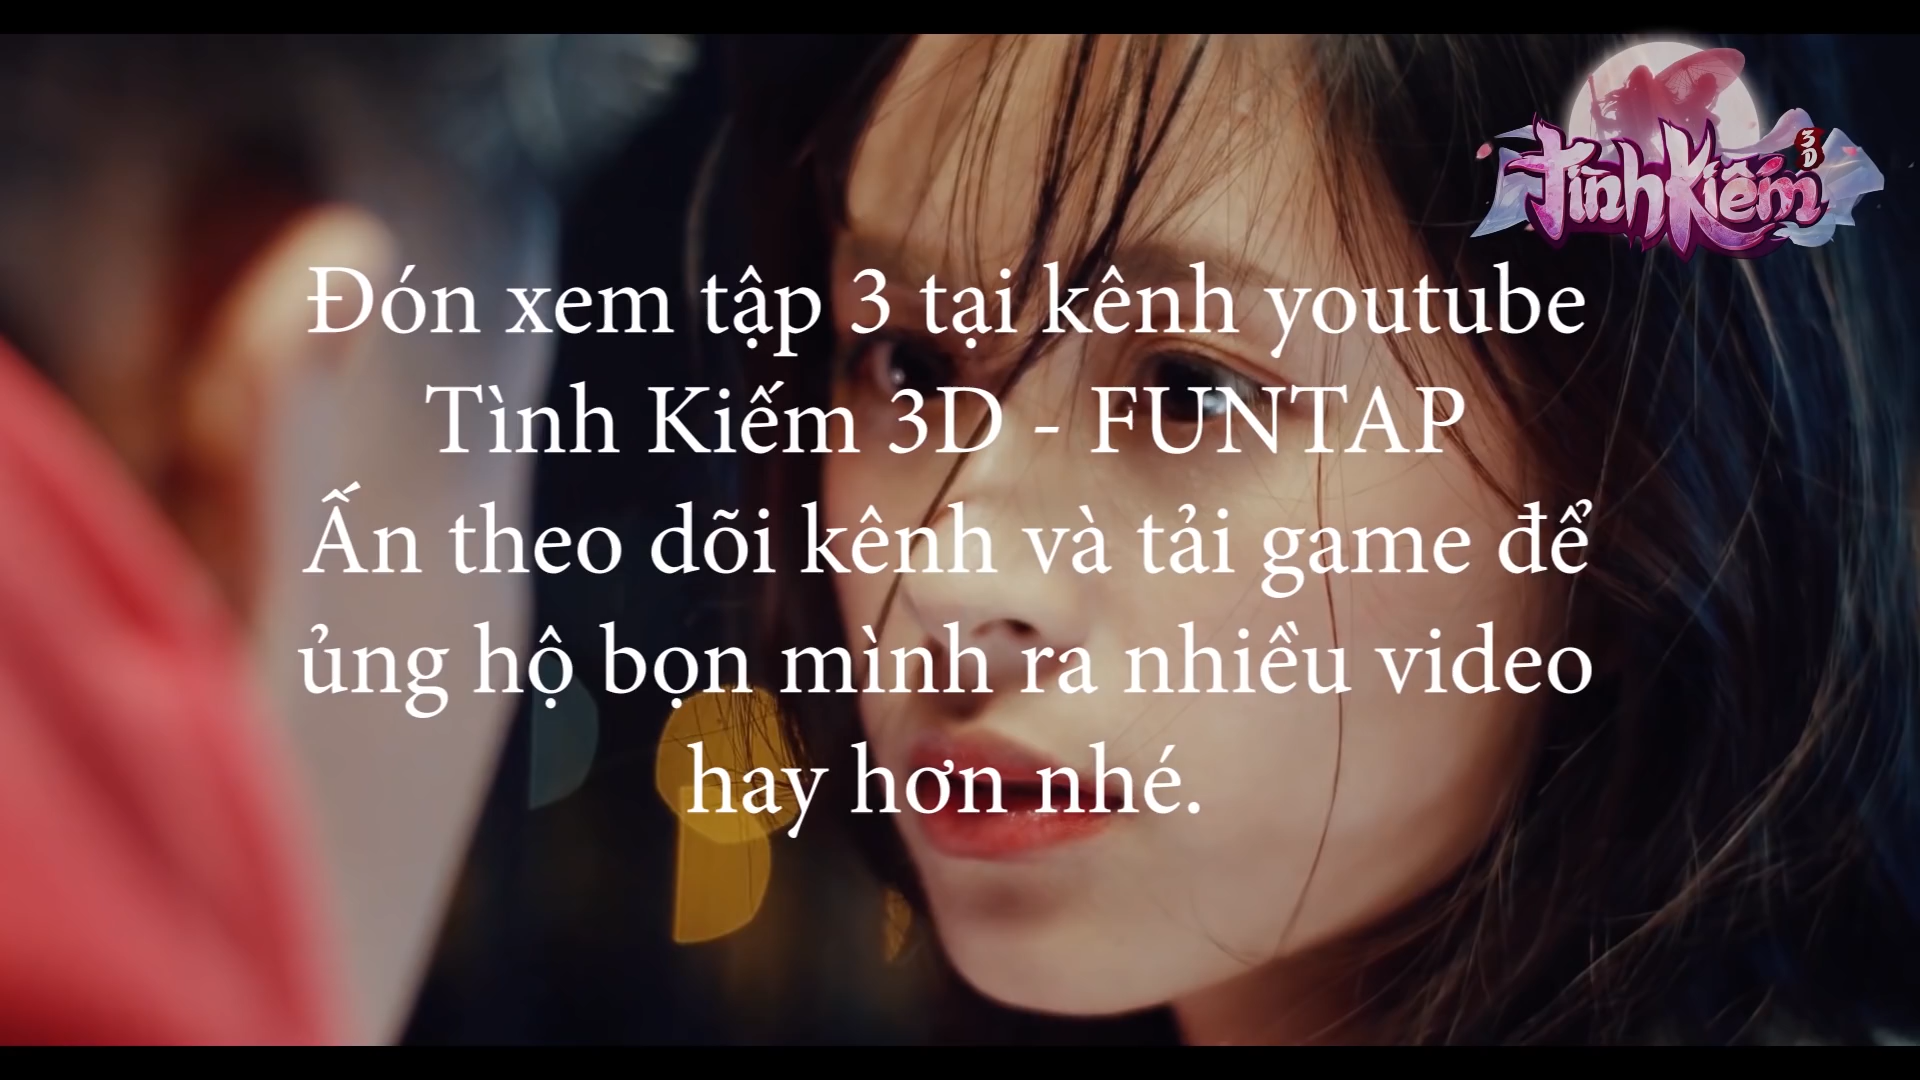 Tình Kiếm 3D
Đón xem tập 3 tại kênh youtube
Tình Kiếm 3D - FUNTAP
Ấn theo dõi kênh và tải game để
ủng hộ bọn mình ra nhiều video
hay hơn nhé.